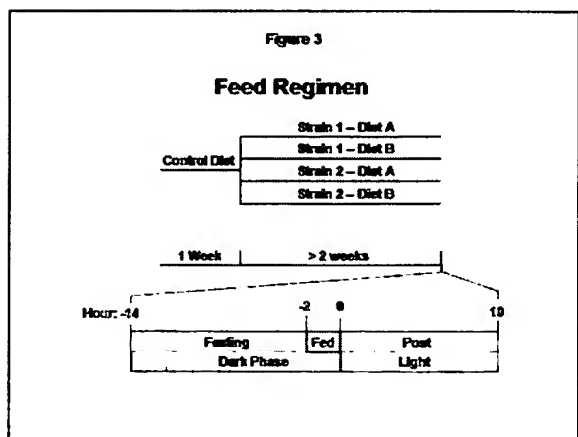 Figure 3
Feed Regimen
Strain 1 – Diet A
Strain 1 – Diet B
Control Diet
Strain 2 – Diet A
Strain 2 – Diet B
1 Week > 2 weeks
Hour: -14 -2 0 10
Fasting Fed Post
Dark Phase Light